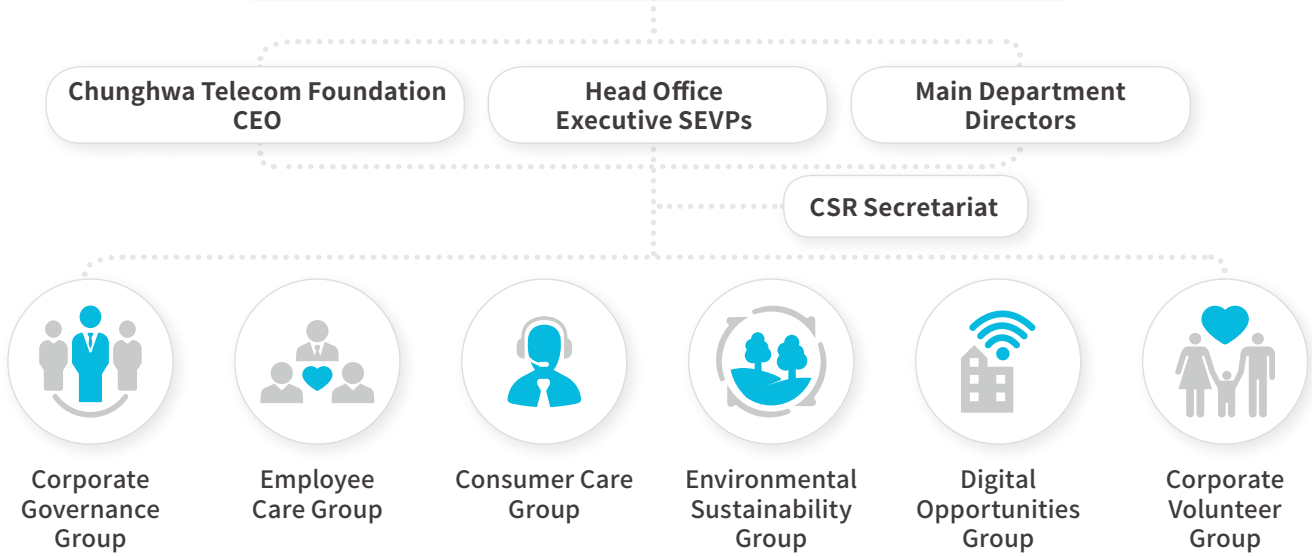 Chunghwa Telecom Foundation
CEO
Head Office
Executive SEVPs
Main Department
Directors
CSR Secretariat
Corporate
Governance
Group
Employee
Care Group
Consumer Care
Group
Environmental
Sustainability
Group
Digital
Opportunities
Group
Corporate
Volunteer
Group